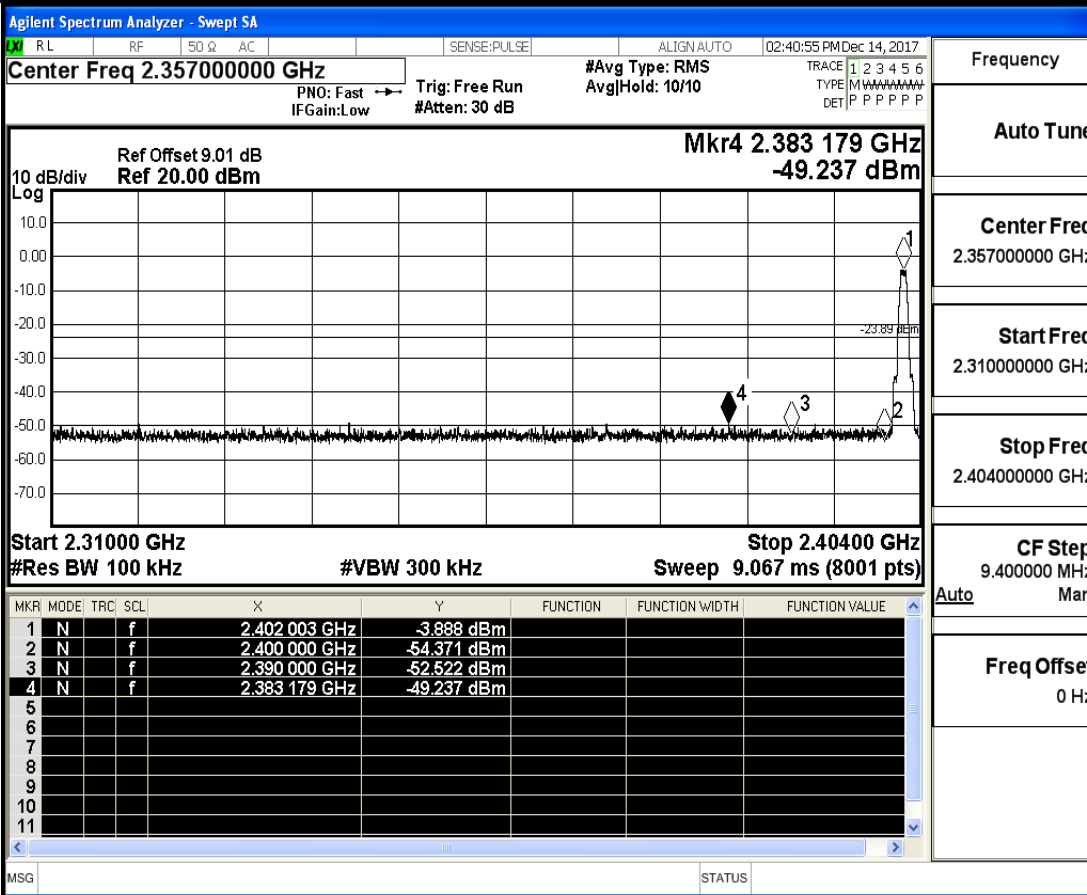 Agilent Spectrum Analyzer - Swept SA
LXI RL RF 50 Ω AC SENSE:PULSE ALIGNAUTO 02:40:55 PM Dec 14, 2017
Center Freq 2.357000000 GHz
PNO: Fast
IFGain:Low
Trig: Free Run
#Atten: 30 dB
#Avg Type: RMS
Avg|Hold: 10/10
TRACE 1 2 3 4 5 6
TYPE M WWWWW
DET P P P P P P
Mkr4 2.383 179 GHz
-49.237 dBm
Ref Offset 9.01 dB
10 dB/div Ref 20.00 dBm
Log
10.0
0.00
-10.0
-20.0
-30.0
-40.0
-50.0
-60.0
-70.0
1
-23.89 dBm
4
3
2
Start 2.31000 GHz Stop 2.40400 GHz
#Res BW 100 kHz #VBW 300 kHz Sweep 9.067 ms (8001 pts)
MKR MODE TRC SCL X Y FUNCTION FUNCTION WIDTH FUNCTION VALUE
1 N f 2.402 003 GHz -3.888 dBm
2 N f 2.400 000 GHz -54.371 dBm
3 N f 2.390 000 GHz -52.522 dBm
4 N f 2.383 179 GHz -49.237 dBm
5
6
7
8
9
10
11
MSG STATUS
Frequency
Auto Tune
Center Freq
2.357000000 GHz
Start Freq
2.310000000 GHz
Stop Freq
2.404000000 GHz
CF Step
9.400000 MHz
Auto Man
Freq Offset
0 Hz